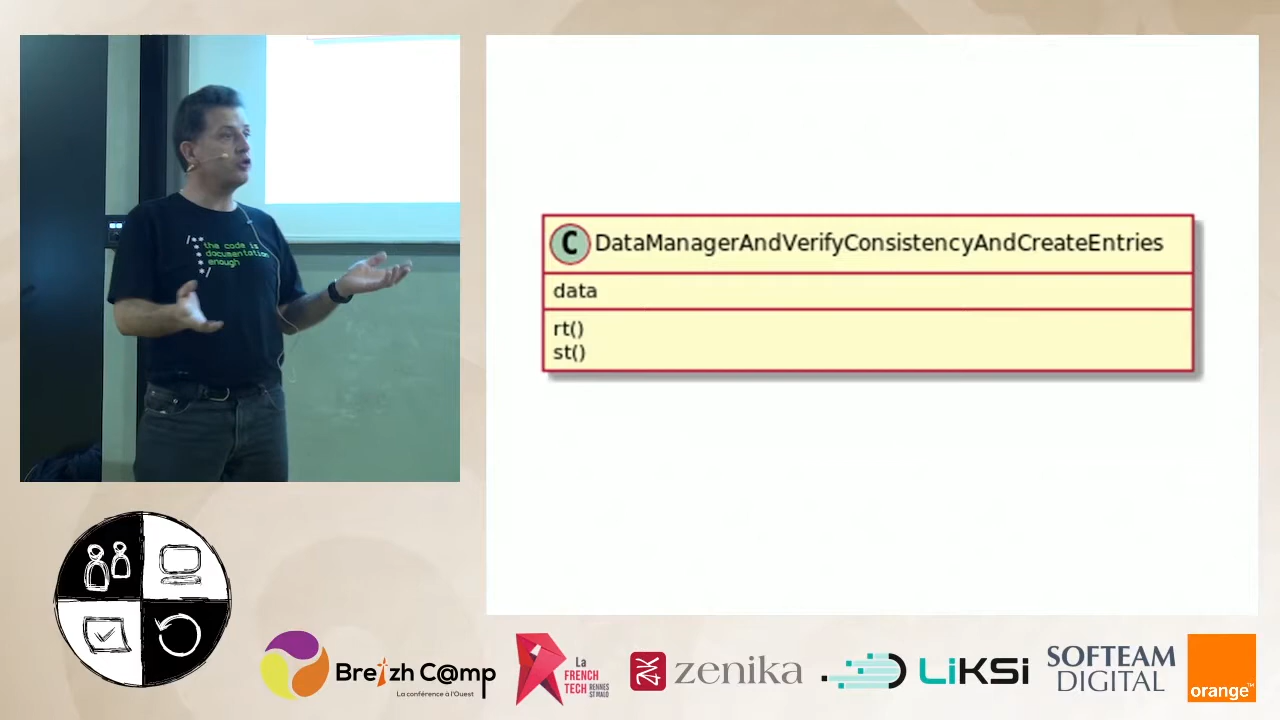 /**
* the code is
* documentation
* enough
*/
C DataManagerAndVerifyConsistencyAndCreateEntries
data
rt()
st()
Breizh C@mp
La conférence à l'Ouest
La
FRENCH
TECH RENNES
ST MALO
zenika
LiKSi
SOFTEAM
DIGITAL
orange™